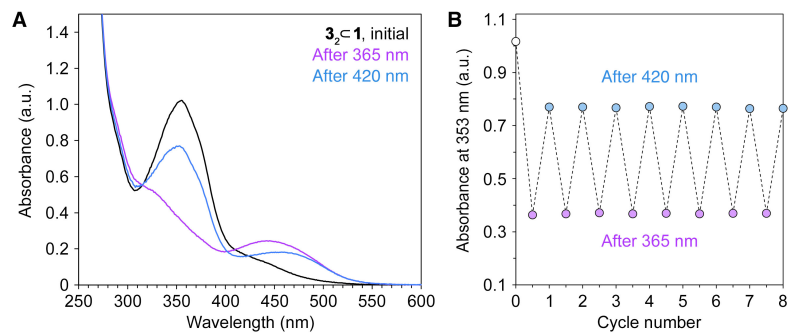 A
3₂⊂1, initial
After 365 nm
After 420 nm
Absorbance (a.u.)
1.4
1.2
1.0
0.8
0.6
0.4
0.2
0
250 300 350 400 450 500 550 600
Wavelength (nm)
B
After 420 nm
After 365 nm
Absorbance at 353 nm (a.u.)
1.1
0.9
0.7
0.5
0.3
0.1
0 1 2 3 4 5 6 7 8
Cycle number